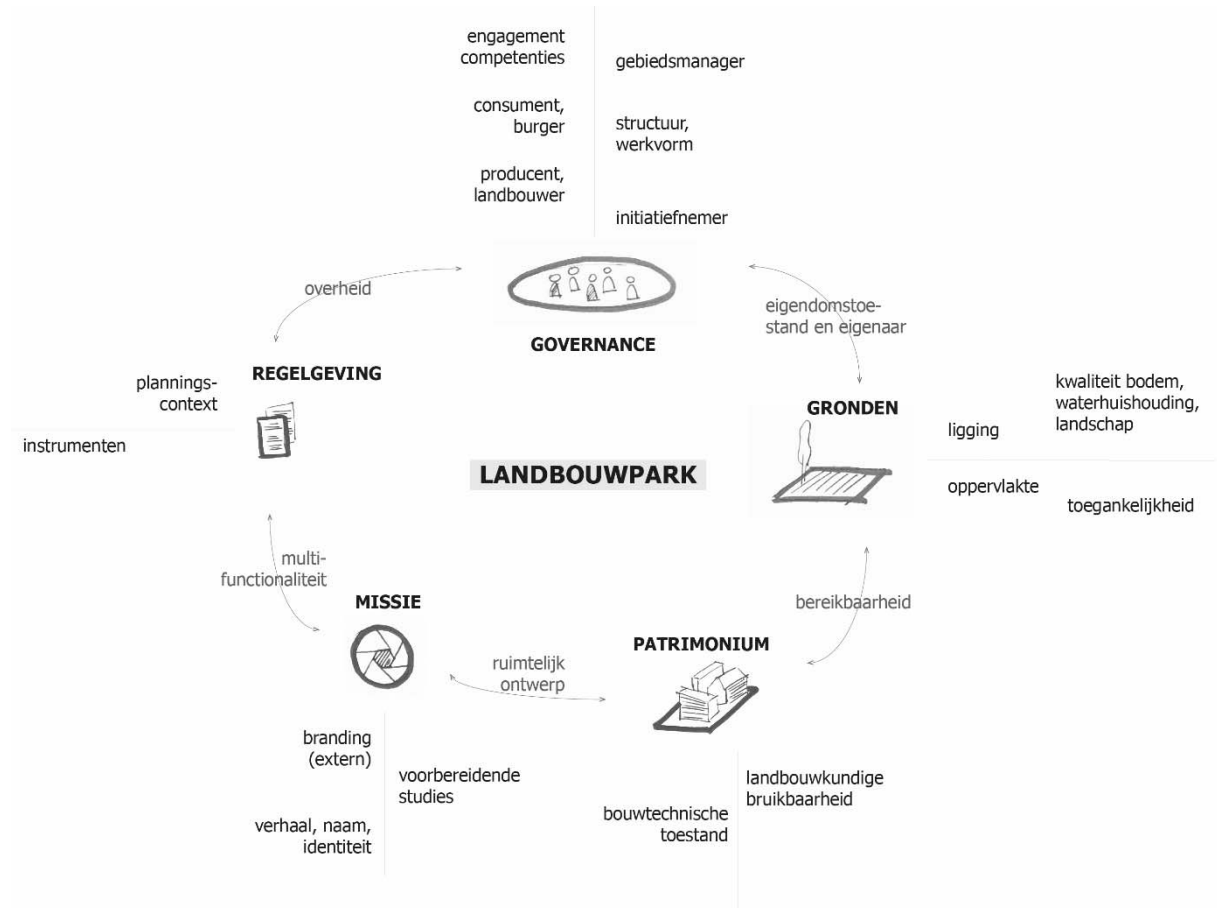 engagement
competenties
gebiedsmanager
consument,
burger
structuur,
werkvorm
producent,
landbouwer
initiatiefnemer
overheid
eigendomstoe-
stand en eigenaar
GOVERNANCE
REGELGEVING
plannings-
context
instrumenten
GRONDEN
kwaliteit bodem,
waterhuishouding,
landschap
ligging
oppervlakte
toegankelijkheid
LANDBOUWPARK
multi-
functionaliteit
bereikbaarheid
MISSIE
PATRIMONIUM
ruimtelijk
ontwerp
branding
(extern)
voorbereidende
studies
verhaal, naam,
identiteit
landbouwkundige
bruikbaarheid
bouwtechnische
toestand